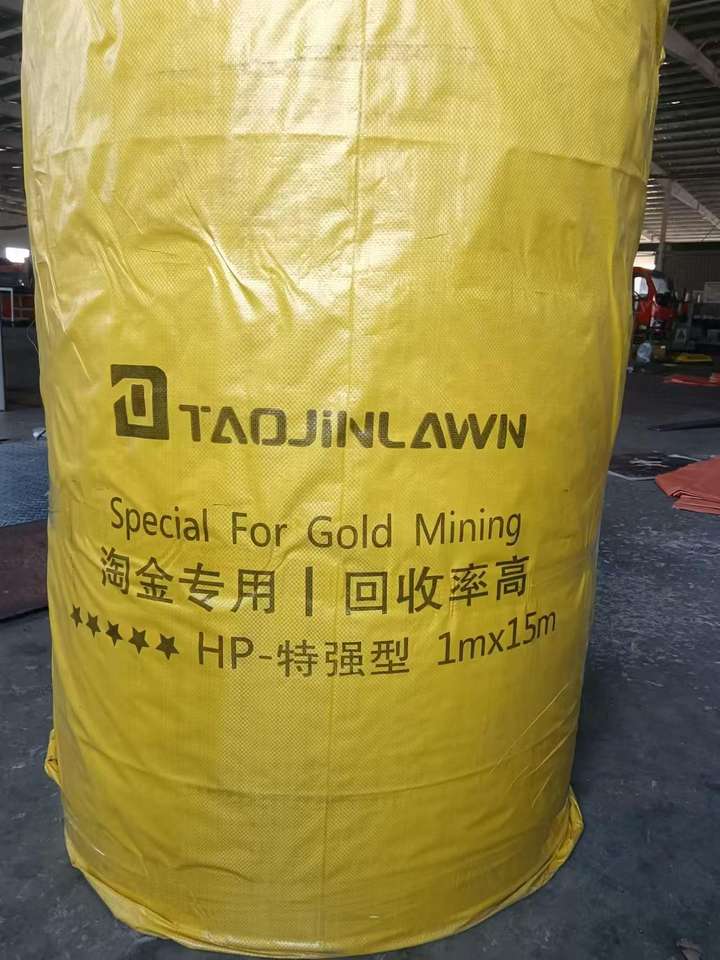 TAOJiNLAWN
Special For Gold Mining
淘金专用 | 回收率高
★★★★★ HP-特强型 1mx15m